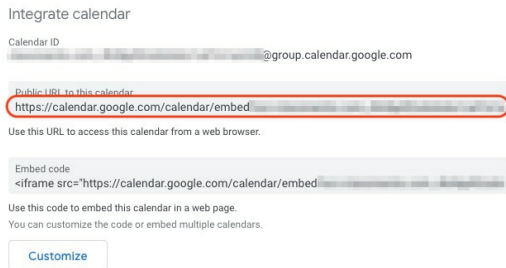 Integrate calendar
Calendar ID
@group.calendar.google.com
Public URL to this calendar
https://calendar.google.com/calendar/embed
Use this URL to access this calendar from a web browser.
Embed code
<iframe src="https://calendar.google.com/calendar/embed
Use this code to embed this calendar in a web page.
You can customize the code or embed multiple calendars.
Customize